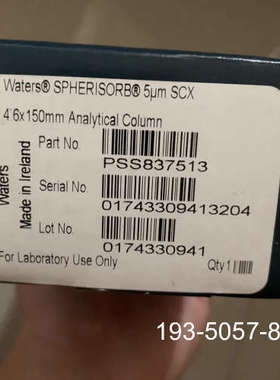 Waters® SPHERISORB® 5µm SCX
4.6x150mm Analytical Column
Part No.
PSS837513
Serial No.
01743309413204
Lot No.
0174330941
Waters
Made in Ireland
For Laboratory Use Only
Qty 1
193-5057-8